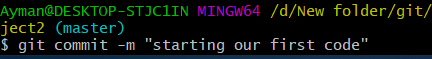 Ayman@DESKTOP-STJC1IN MINGW64 /d/New folder/git/
ject2 (master)
$ git commit -m "starting our first code"